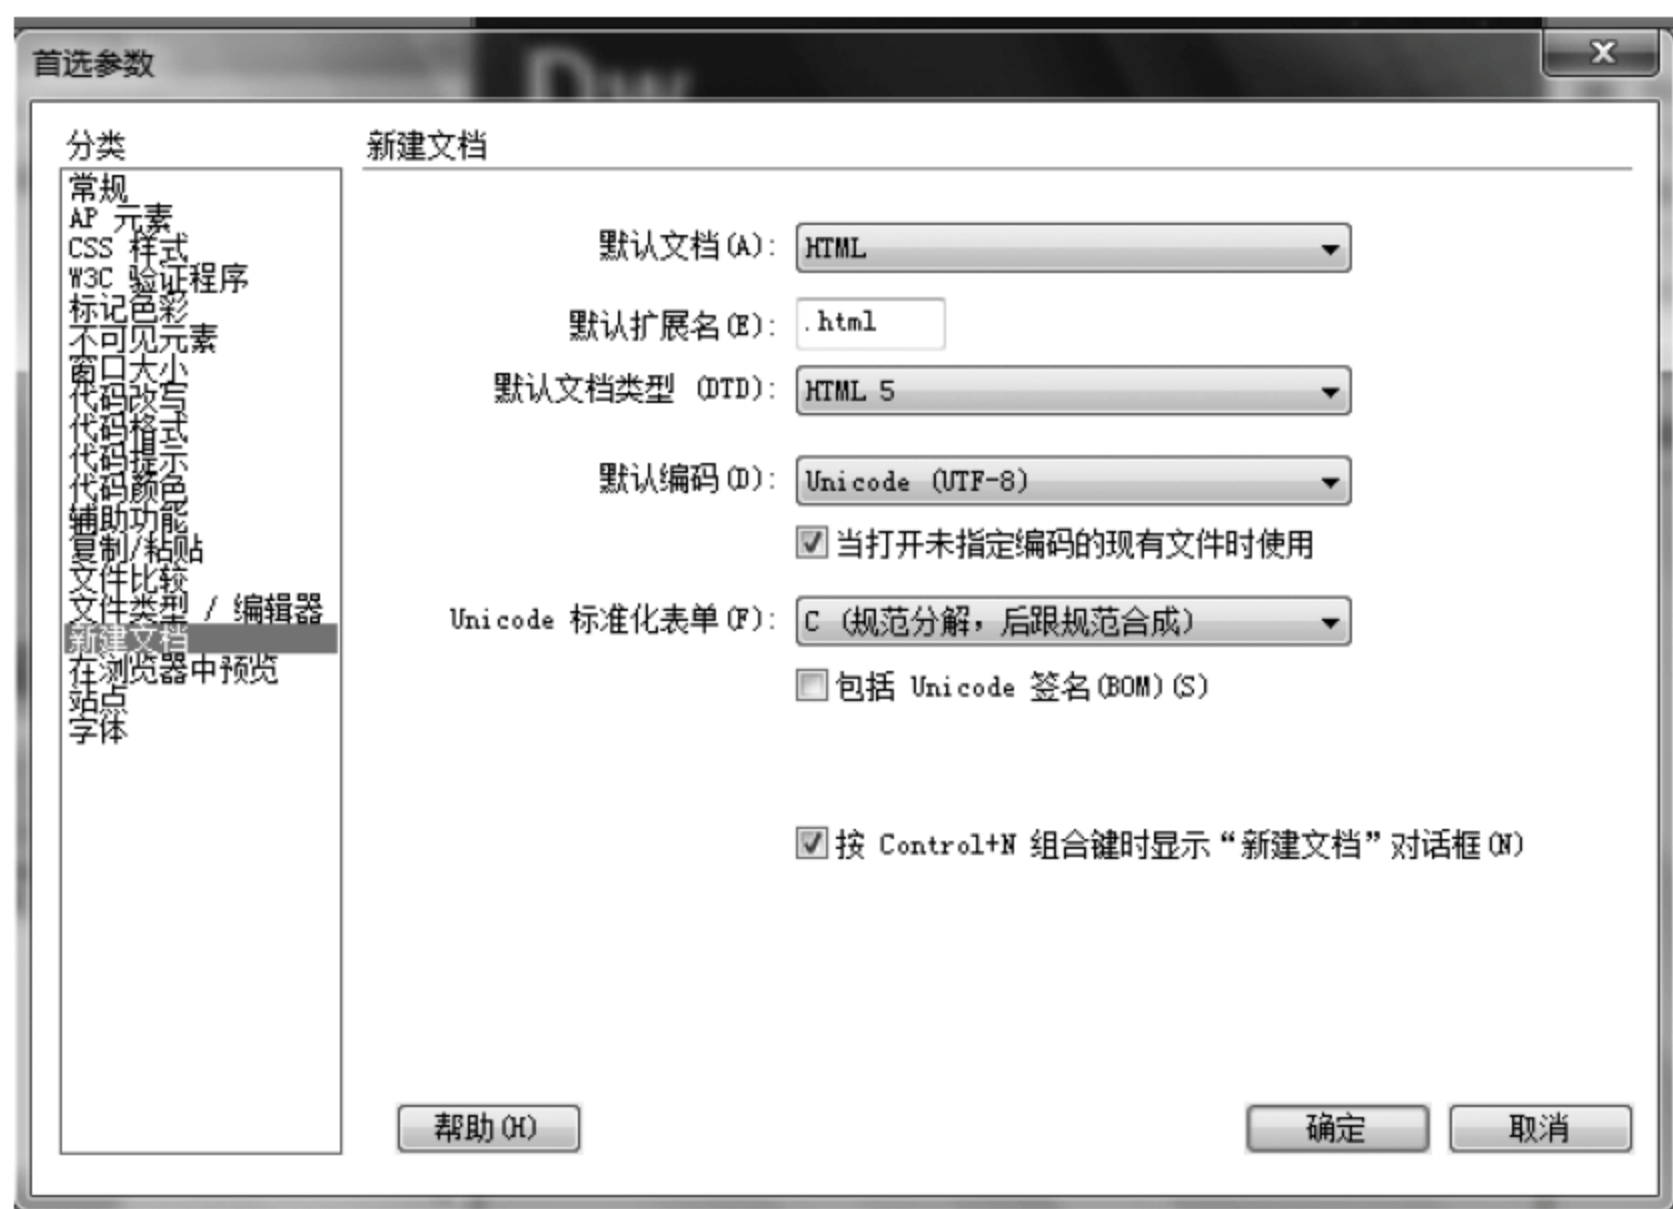 首选参数
Dw
分类
常规
AP 元素
CSS 样式
W3C 验证程序
标记色彩
不可见元素
窗口大小
代码改写
代码格式
代码提示
代码颜色
辅助功能
复制/粘贴
文件比较
文件类型 / 编辑器
新建文档
在浏览器中预览
站点
字体
新建文档
默认文档(A): HTML
默认扩展名(E): .html
默认文档类型 (DTD): HTML 5
默认编码(D): Unicode (UTF-8)
当打开未指定编码的现有文件时使用
Unicode 标准化表单(F): C (规范分解，后跟规范合成)
包括 Unicode 签名(BOM)(S)
按 Control+N 组合键时显示“新建文档”对话框(N)
帮助(H) 确定 取消